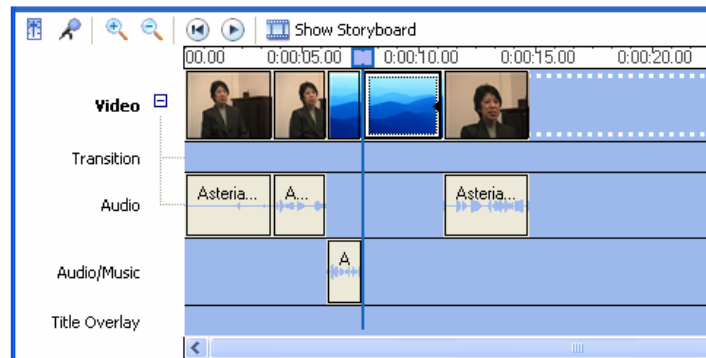 Show Storyboard
00.00 0:00:05.00 0:00:10.00 0:00:15.00 0:00:20.00
Video
Transition
Audio
Asteria... A... Asteria...
Audio/Music
A
Title Overlay